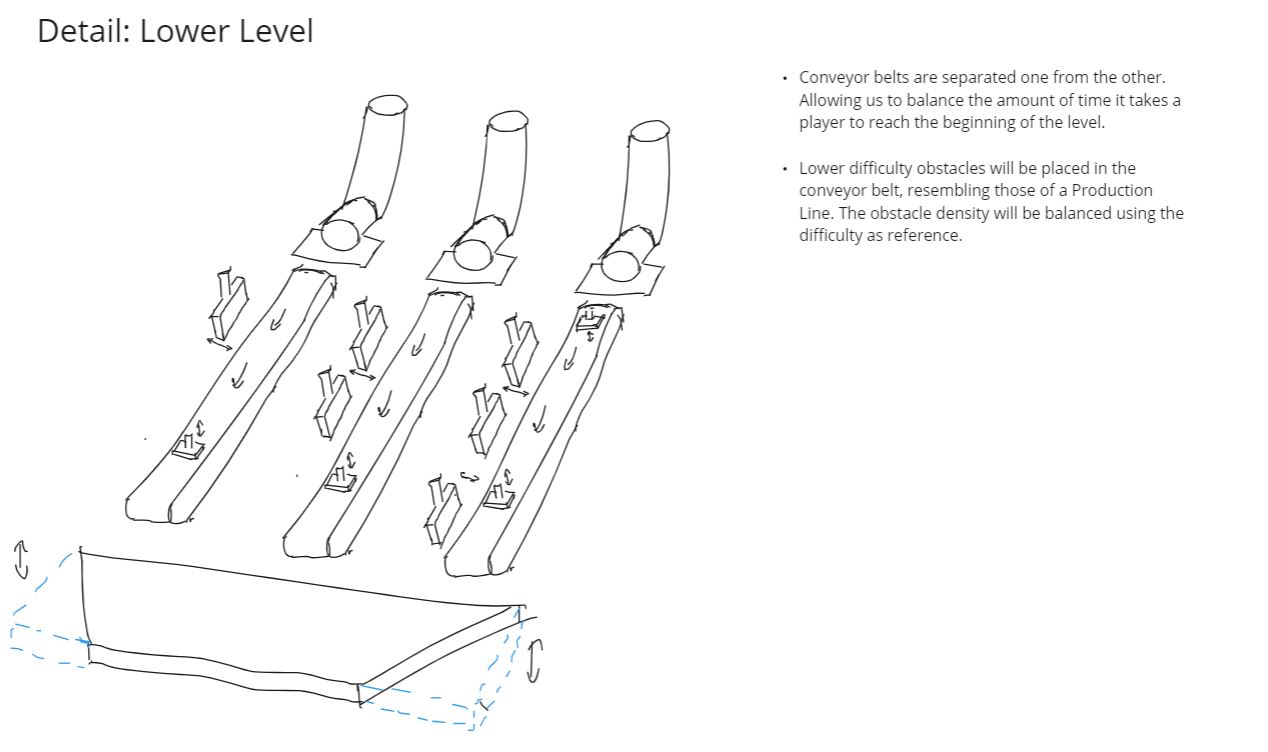 Detail: Lower Level
• Conveyor belts are separated one from the other.
Allowing us to balance the amount of time it takes a
player to reach the beginning of the level.
• Lower difficulty obstacles will be placed in the
conveyor belt, resembling those of a Production
Line. The obstacle density will be balanced using the
difficulty as reference.